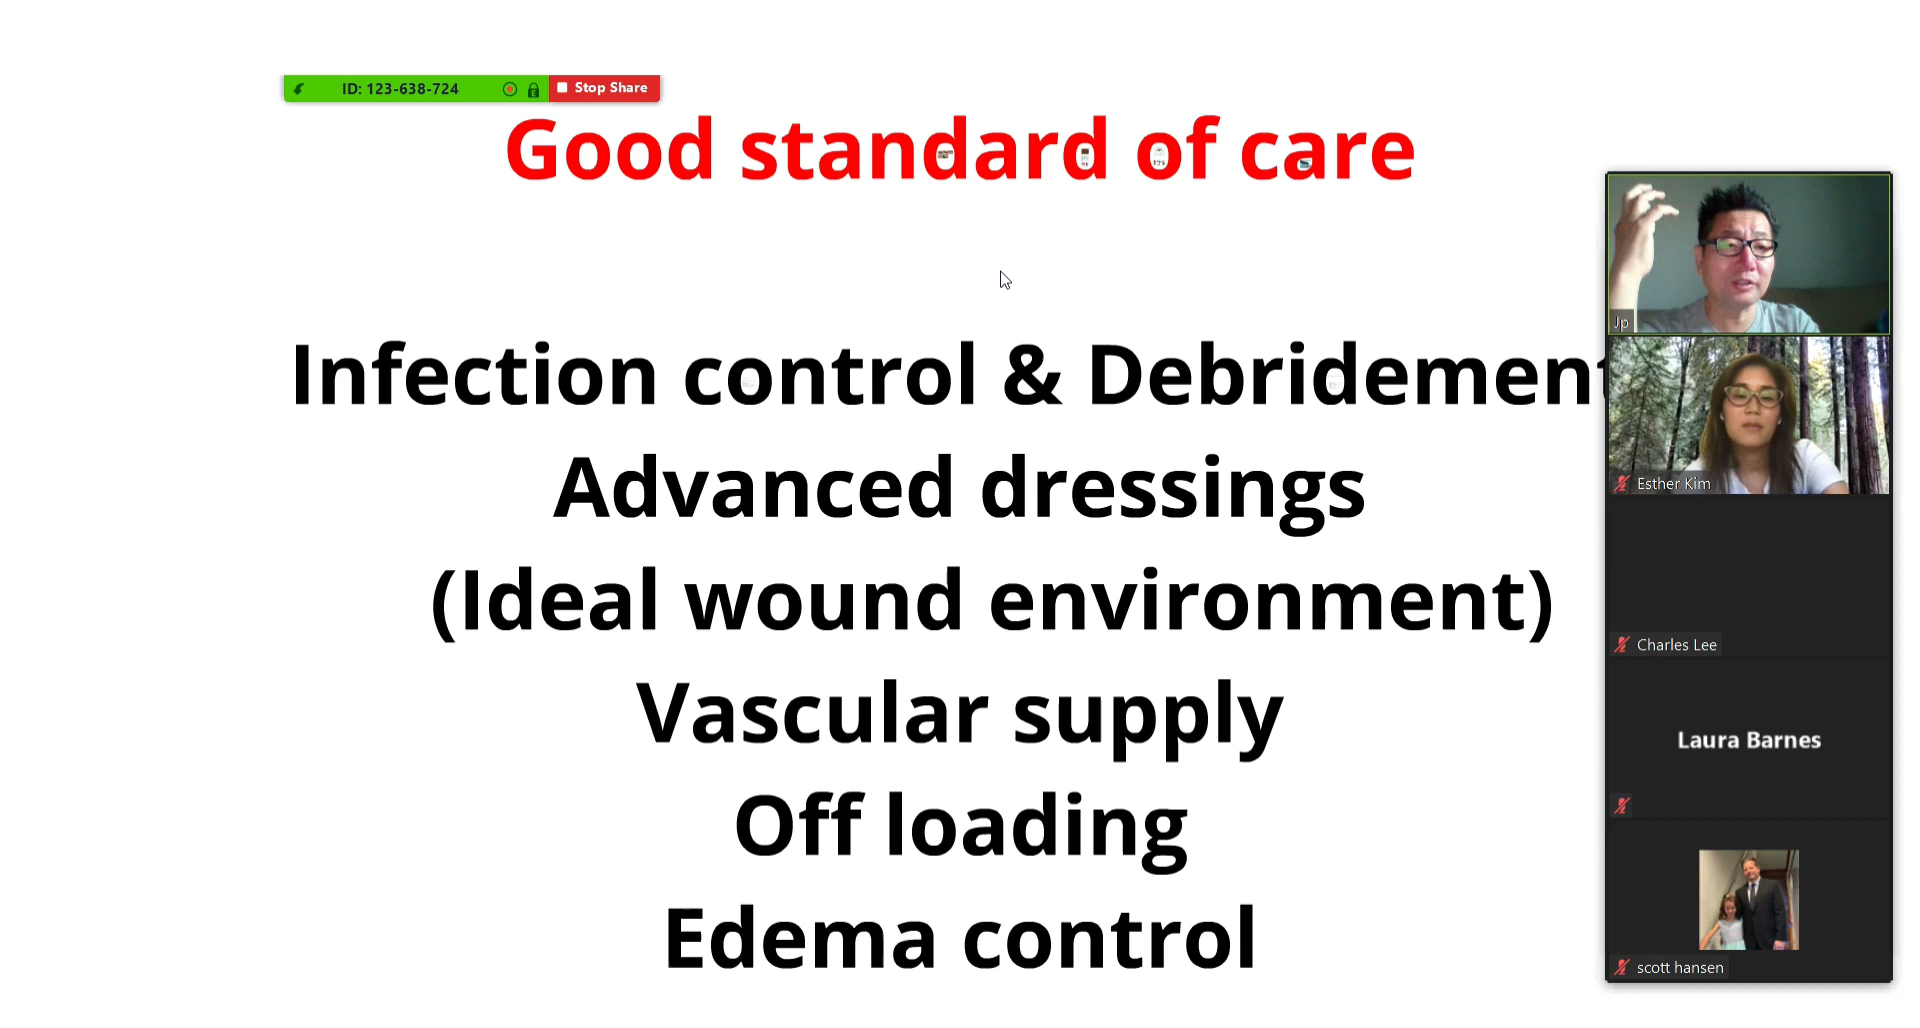 ID: 123-638-724
Stop Share
Good standard of care
Infection control & Debridement
Advanced dressings
(Ideal wound environment)
Vascular supply
Off loading
Edema control
Jp
Esther Kim
Charles Lee
Laura Barnes
scott hansen